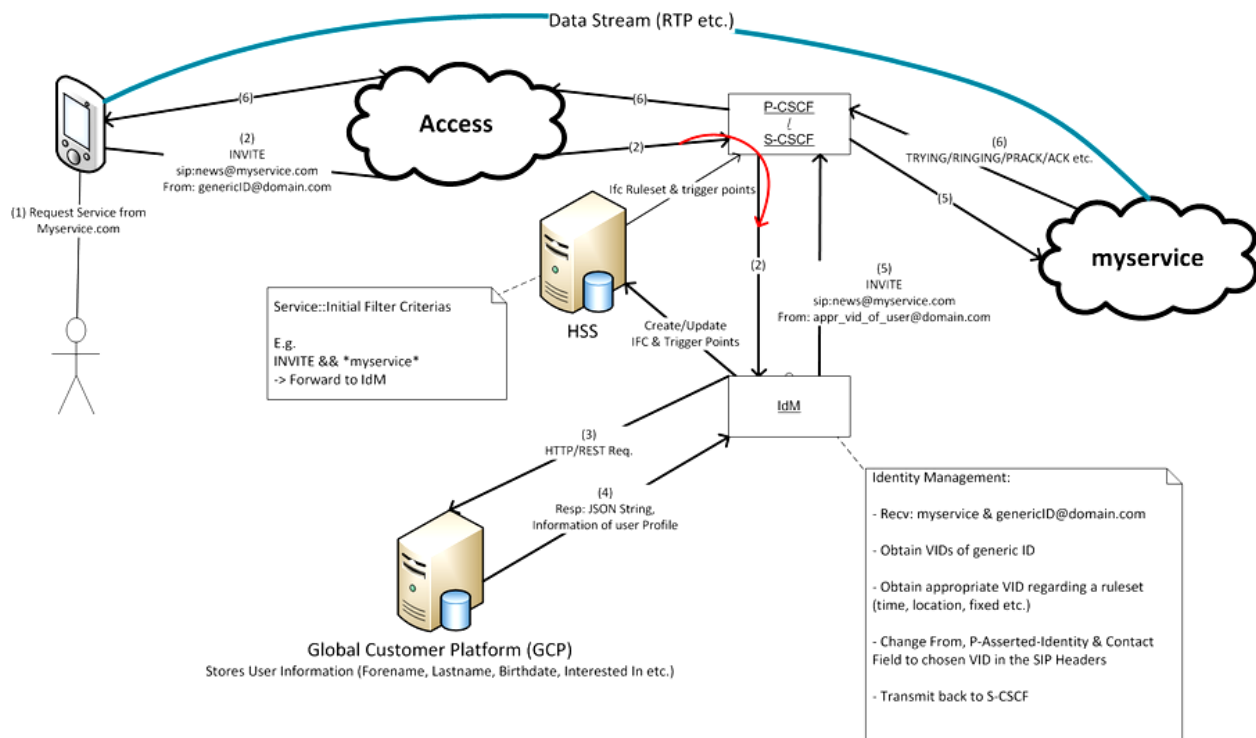 Data Stream (RTP etc.)
(6)
(6)
Access
P-CSCF
/
S-CSCF
(2)
INVITE
sip:news@myservice.com
From: genericID@domain.com
(2)
(6)
TRYING/RINGING/PRACK/ACK etc.
(1) Request Service from
Myservice.com
Ifc Ruleset & trigger points
(5)
myservice
(2)
(5)
INVITE
sip:news@myservice.com
From: appr_vid_of_user@domain.com
Service::Initial Filter Criterias
E.g.
INVITE && *myservice*
-> Forward to IdM
HSS
Create/Update
IFC & Trigger Points
IdM
(3)
HTTP/REST Req.
(4)
Resp: JSON String,
Information of user Profile
Identity Management:
- Recv: myservice & genericID@domain.com
- Obtain VIDs of generic ID
- Obtain appropriate VID regarding a ruleset
(time, location, fixed etc.)
- Change From, P-Asserted-Identity & Contact
Field to chosen VID in the SIP Headers
- Transmit back to S-CSCF
Global Customer Platform (GCP)
Stores User Information (Forename, Lastname, Birthdate, Interested In etc.)